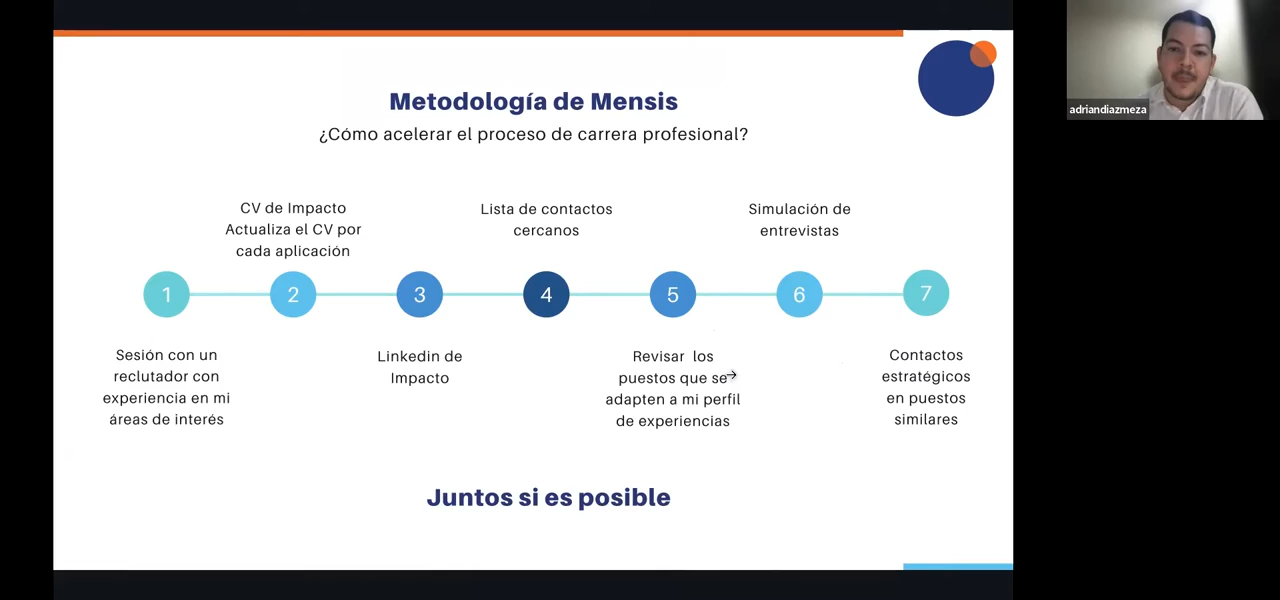 Metodología de Mensis
¿Cómo acelerar el proceso de carrera profesional?
CV de Impacto
Actualiza el CV por
cada aplicación
Lista de contactos
cercanos
Simulación de
entrevistas
1
2
3
4
5
6
7
Sesión con un
reclutador con
experiencia en mi
áreas de interés
Linkedin de
Impacto
Revisar los
puestos que se
adapten a mi perfil
de experiencias
Contactos
estratégicos
en puestos
similares
Juntos si es posible
adriandiazmeza